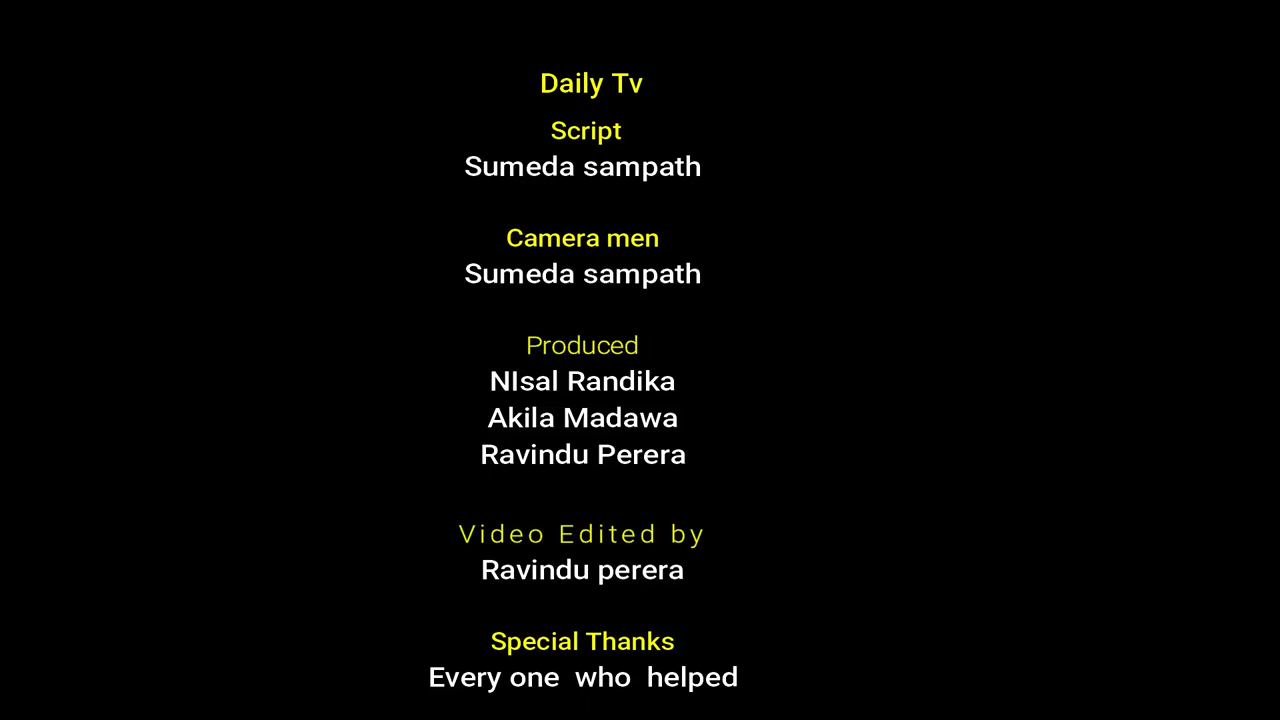 Daily Tv
Script
Sumeda sampath
Camera men
Sumeda sampath
Produced
NIsal Randika
Akila Madawa
Ravindu Perera
Video Edited by
Ravindu perera
Special Thanks
Every one  who  helped